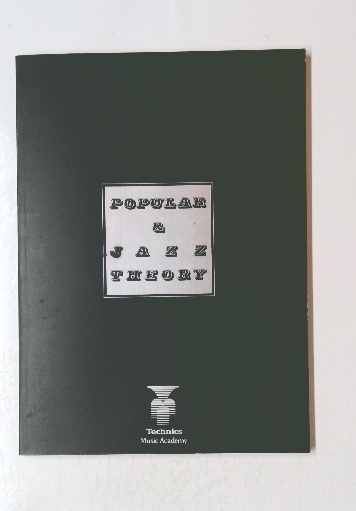 POPULAR
&
JAZZ
THEORY
Technics
Music Academy